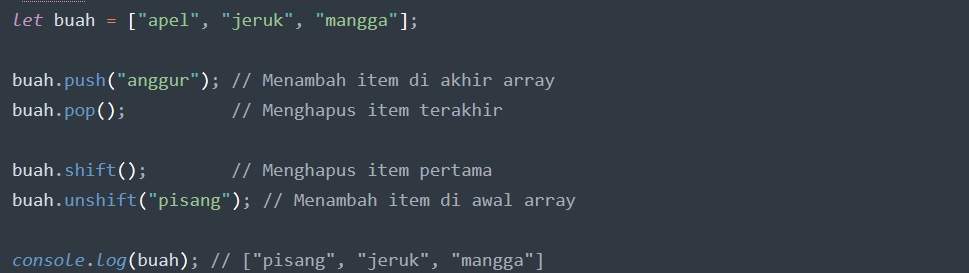 let buah = ["apel", "jeruk", "mangga"];
buah.push("anggur"); // Menambah item di akhir array
buah.pop();          // Menghapus item terakhir
buah.shift();        // Menghapus item pertama
buah.unshift("pisang"); // Menambah item di awal array
console.log(buah); // ["pisang", "jeruk", "mangga"]